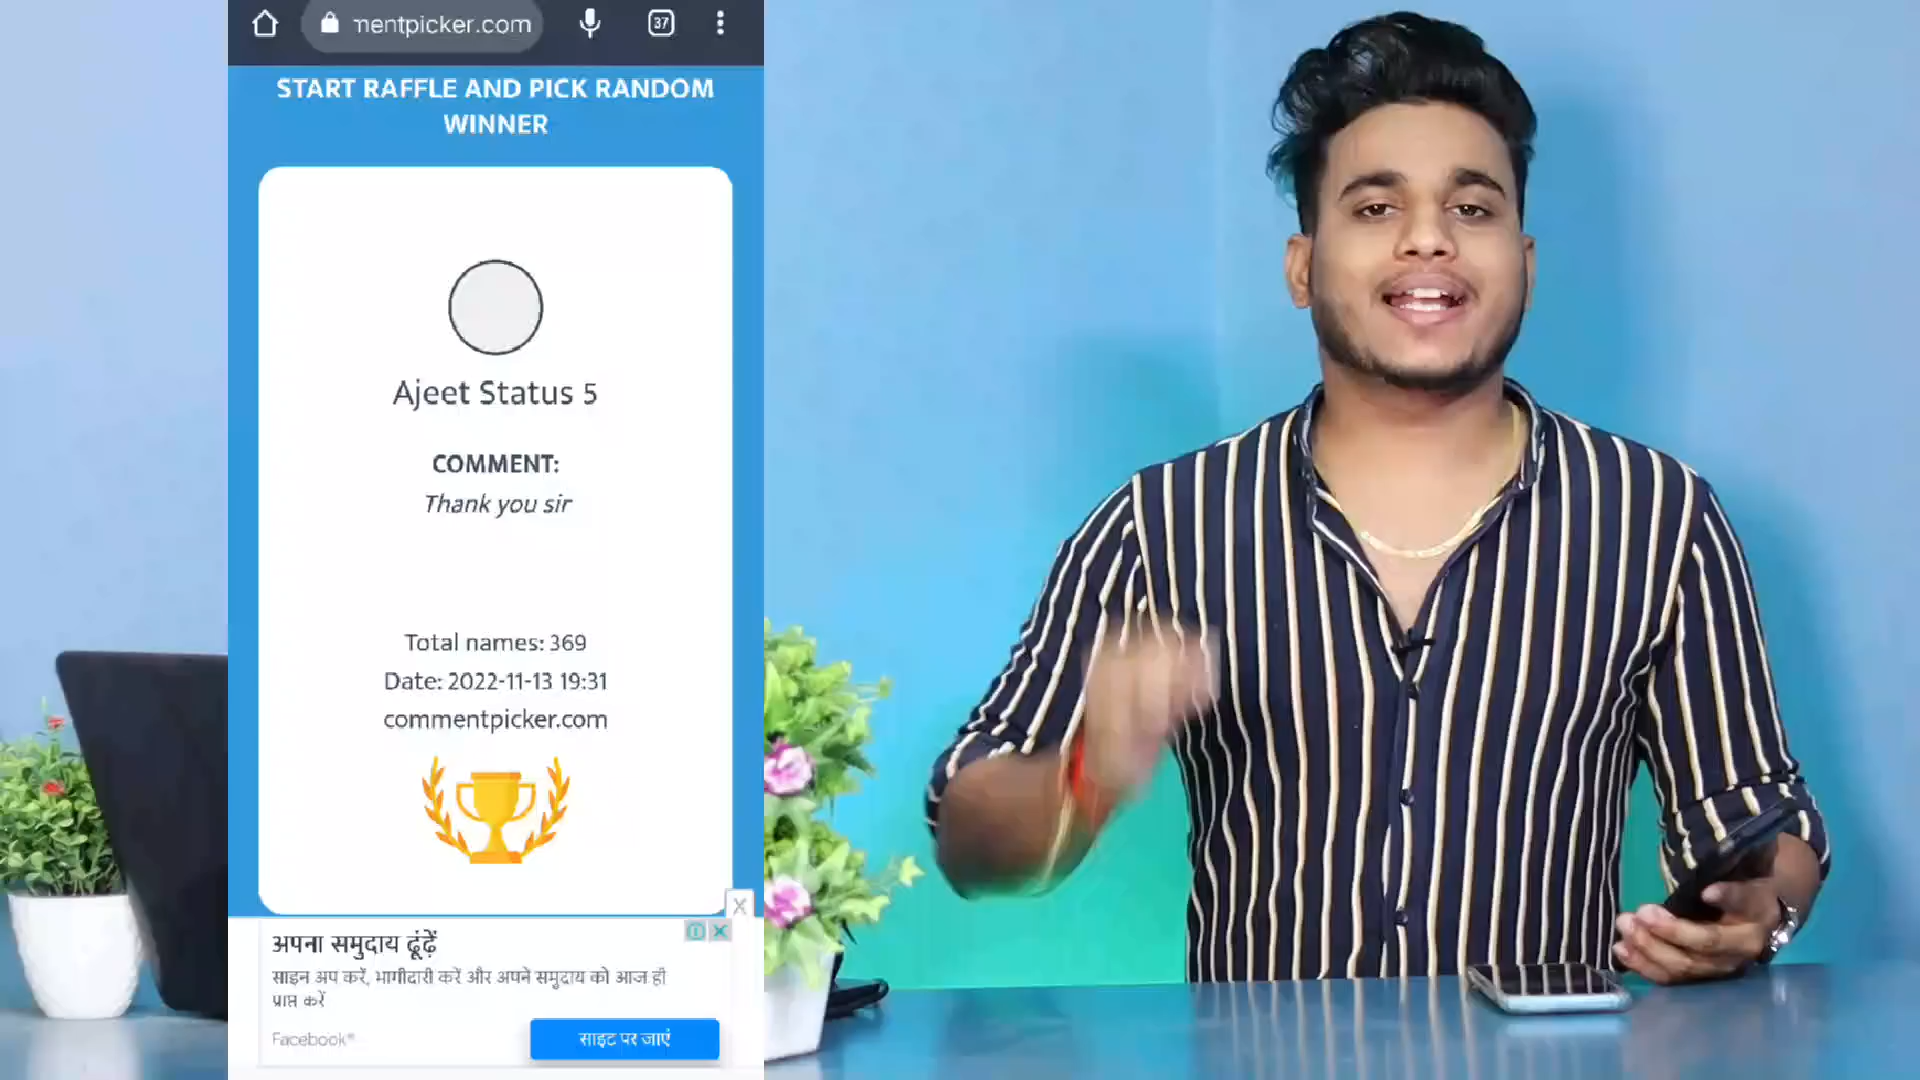 mentpicker.com
37
START RAFFLE AND PICK RANDOM
WINNER
Ajeet Status 5
COMMENT:
Thank you sir
Total names: 369
Date: 2022-11-13 19:31
commentpicker.com
X
अपना समुदाय ढूंढ़ें
साइन अप करें, भागीदारी करें और अपने समुदाय को आज ही
प्राप्त करें
Facebook®
साइट पर जाएं